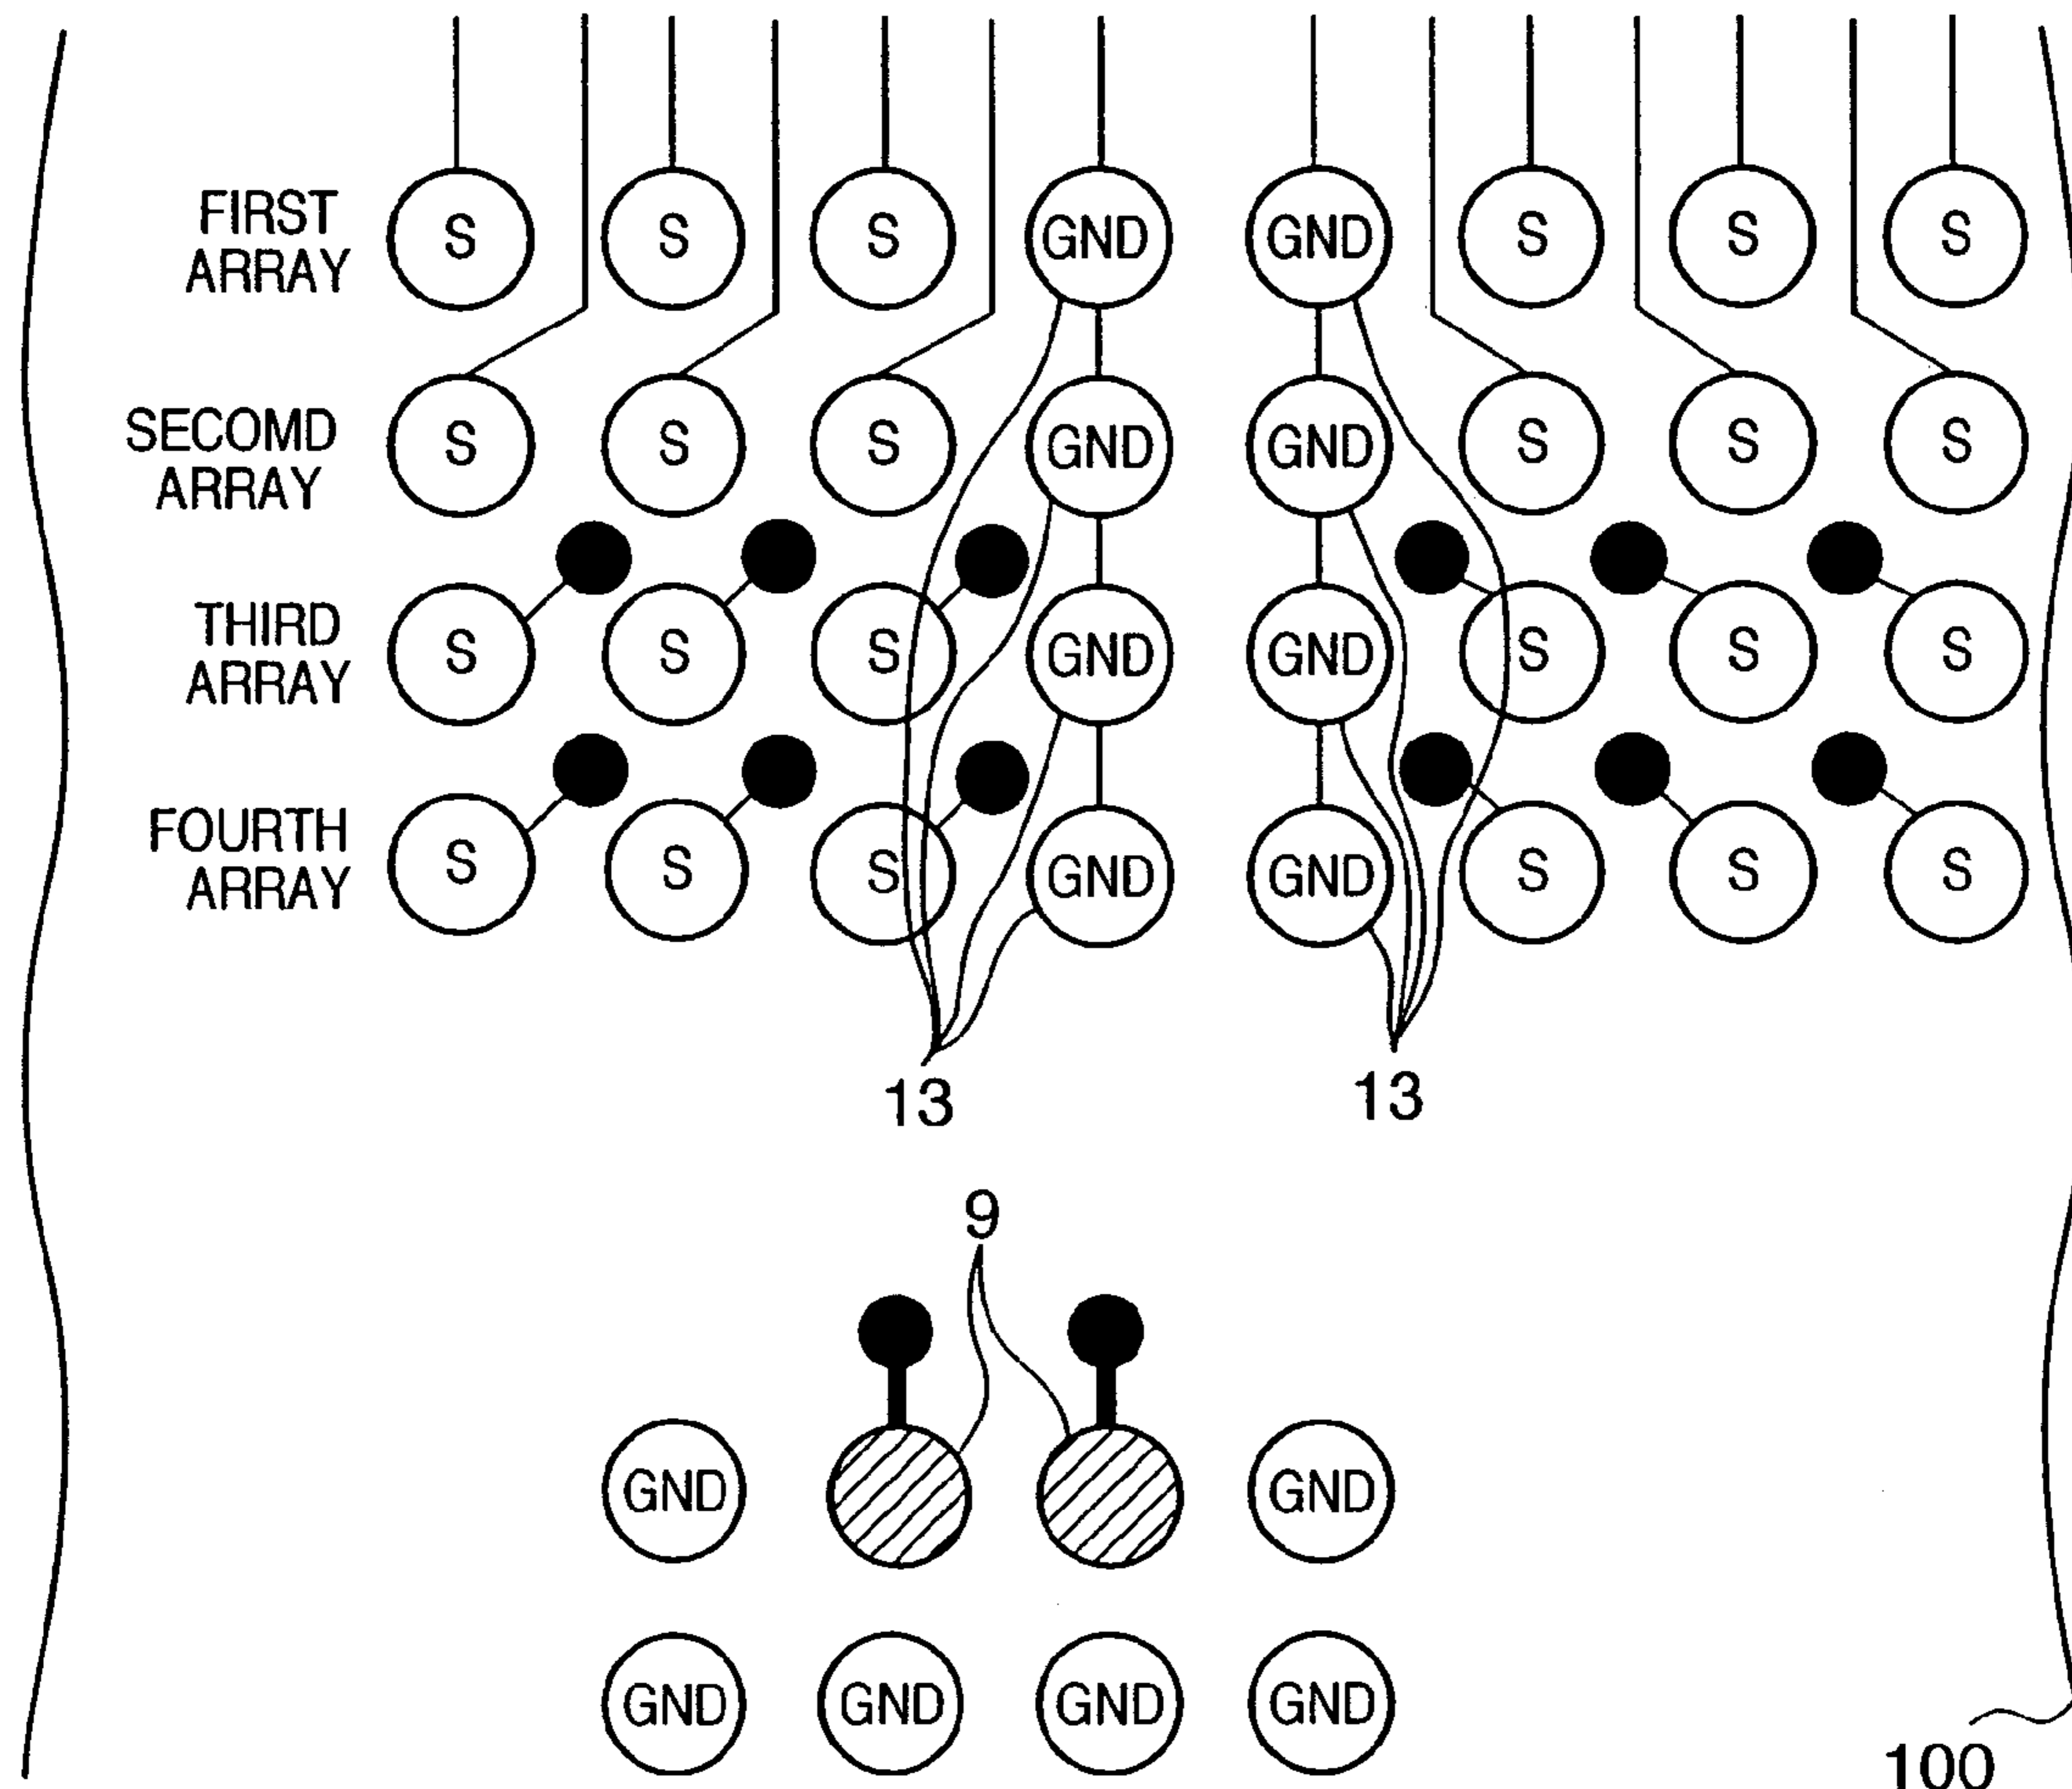 FIRST
ARRAY
S S S GND GND S S S
SECOMD
ARRAY
S S S GND GND S S S
THIRD
ARRAY
S S S GND GND S S S
FOURTH
ARRAY
S S S GND GND S S S
13 13
9
GND GND
GND GND GND GND
100